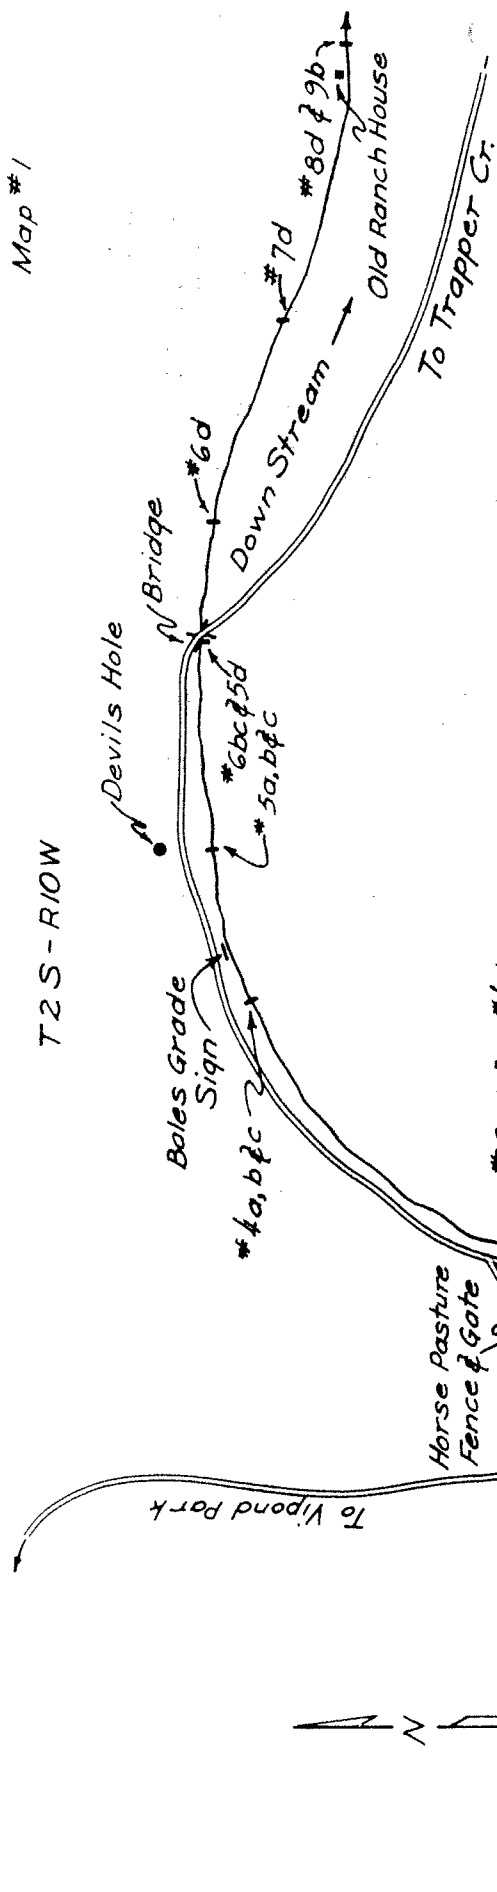 Map #1
T2S-R10W
Devils Hole
Bridge
#6d
#7d
#8d & 9b
Old Ranch House
Down Stream
To Trapper Cr.
#6bc & 5d
#5a, b & c
Boles Grade
Sign
#4a, b & c
Horse Pasture
Fence & Gate
To Vipond Park
N